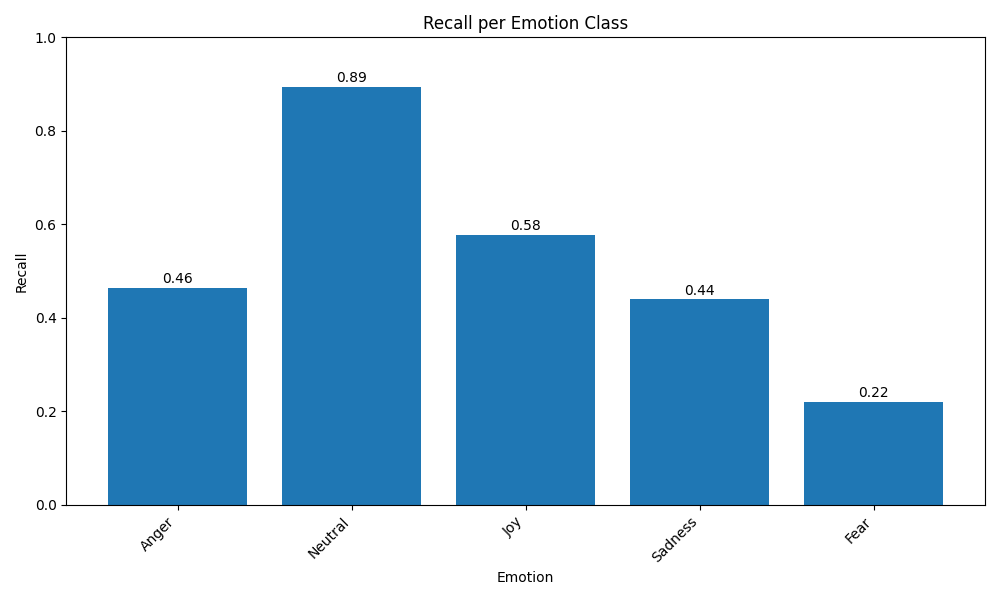 Recall per Emotion Class
1.0
0.8
0.6
0.4
0.2
0.0
Recall
0.46
0.89
0.58
0.44
0.22
Anger
Neutral
Joy
Sadness
Fear
Emotion